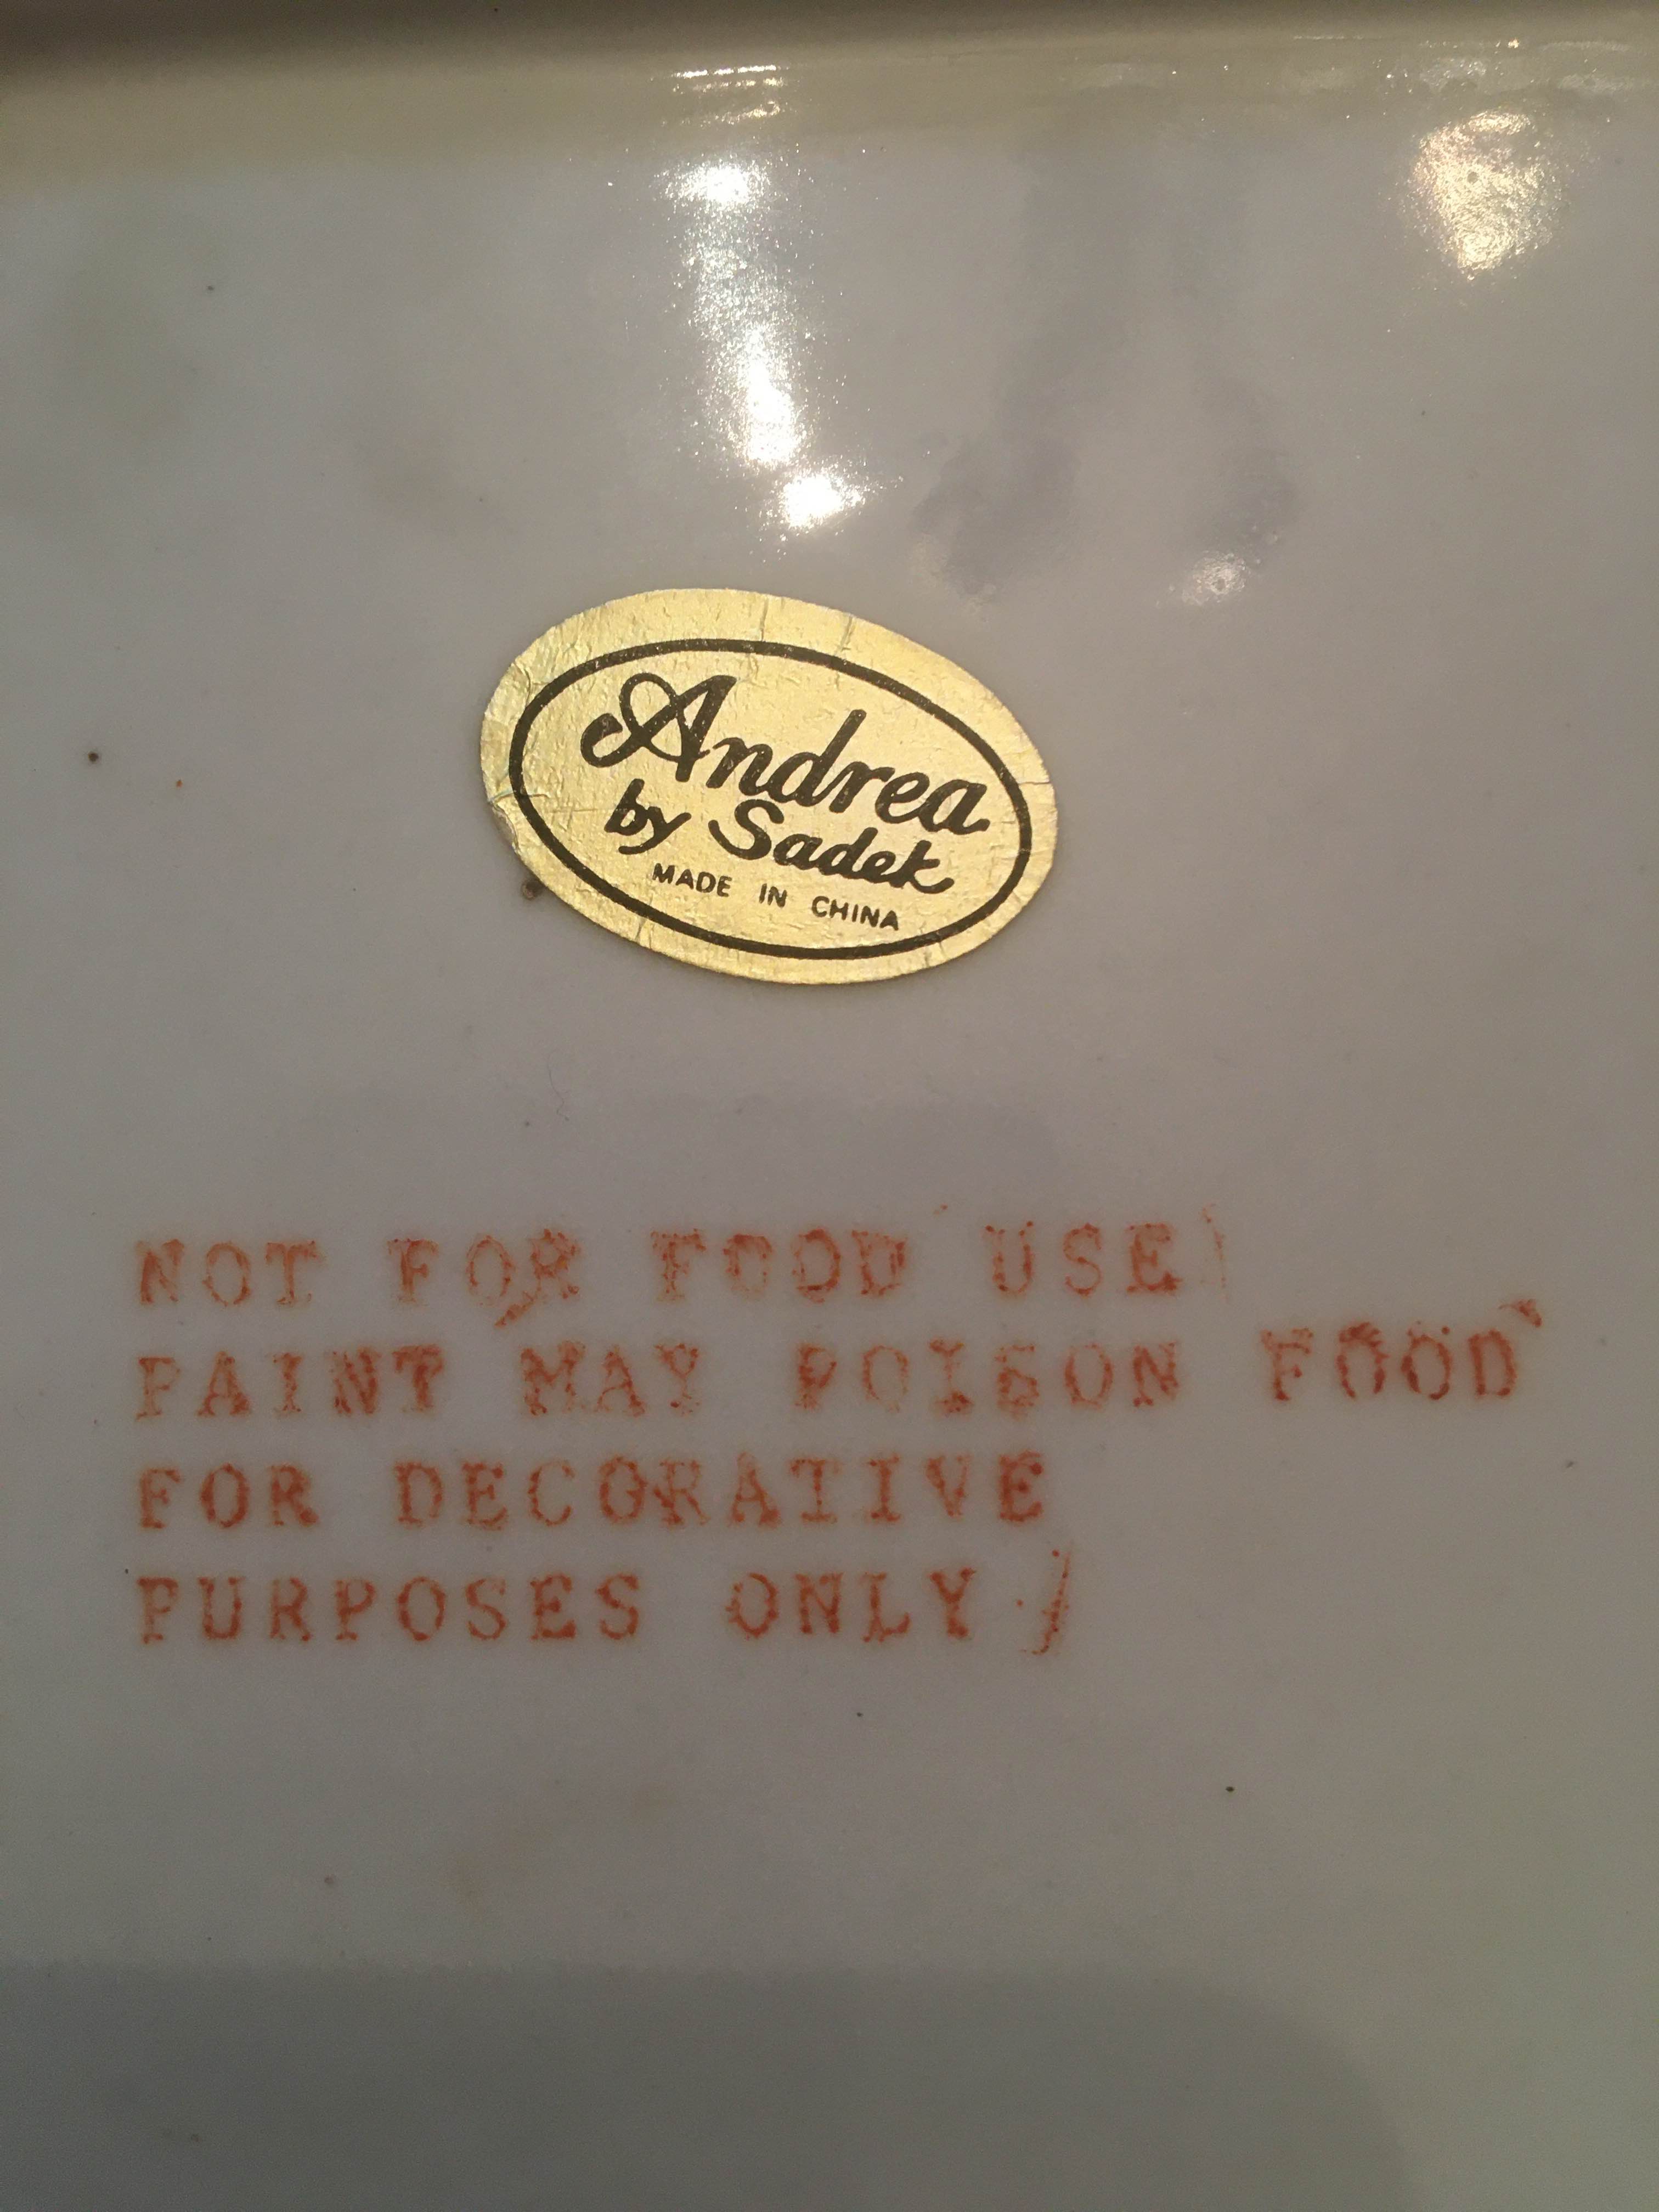 Andrea
by Sadek
MADE IN CHINA
NOT FOR FOOD USE
PAINT MAY POISON FOOD
FOR DECORATIVE
PURPOSES ONLY